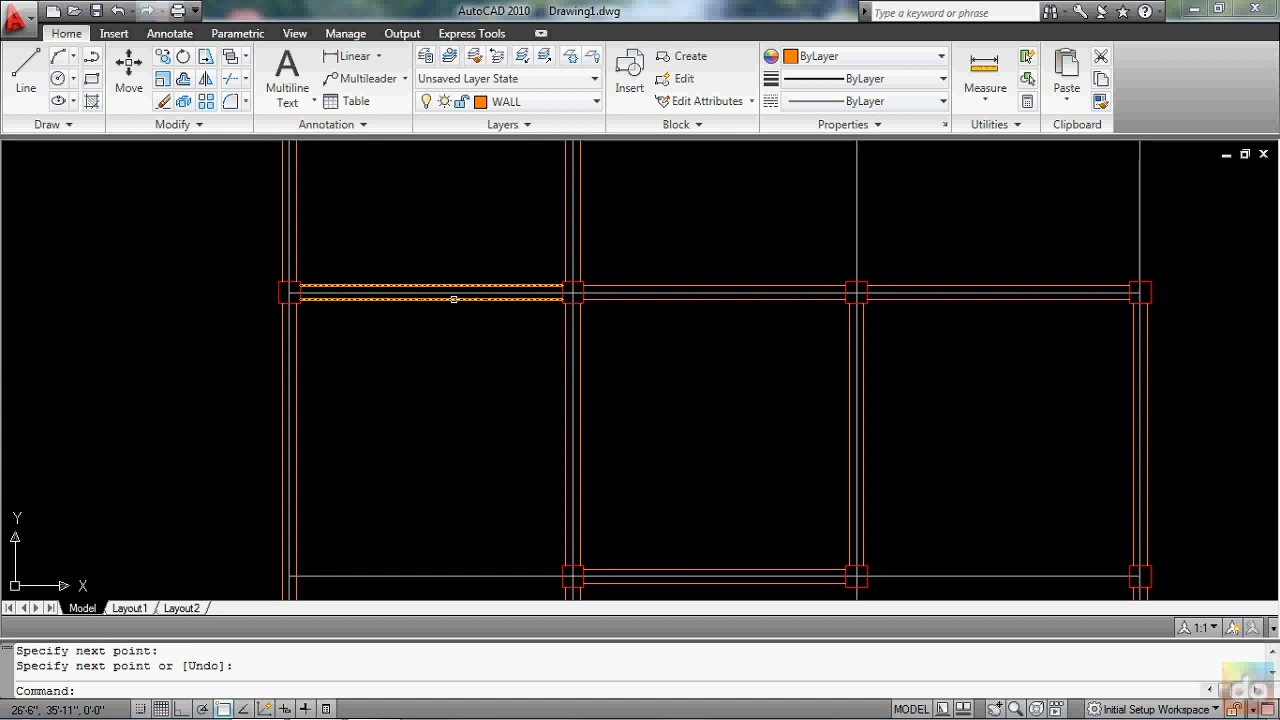 AutoCAD 2010 Drawing1.dwg
Type a keyword or phrase
Home Insert Annotate Parametric View Manage Output Express Tools
Linear
Create
ByLayer
Multileader
Unsaved Layer State
Edit
ByLayer
Line
Move
Multiline
Text
Insert
Measure
Paste
Table
WALL
Edit Attributes
ByLayer
Draw
Modify
Annotation
Layers
Block
Properties
Utilities
Clipboard
Y
X
Model Layout1 Layout2
1:1
Specify next point:
Specify next point or [Undo]:
Command:
26'-6", 35'-11", 0'-0"
MODEL
Initial Setup Workspace